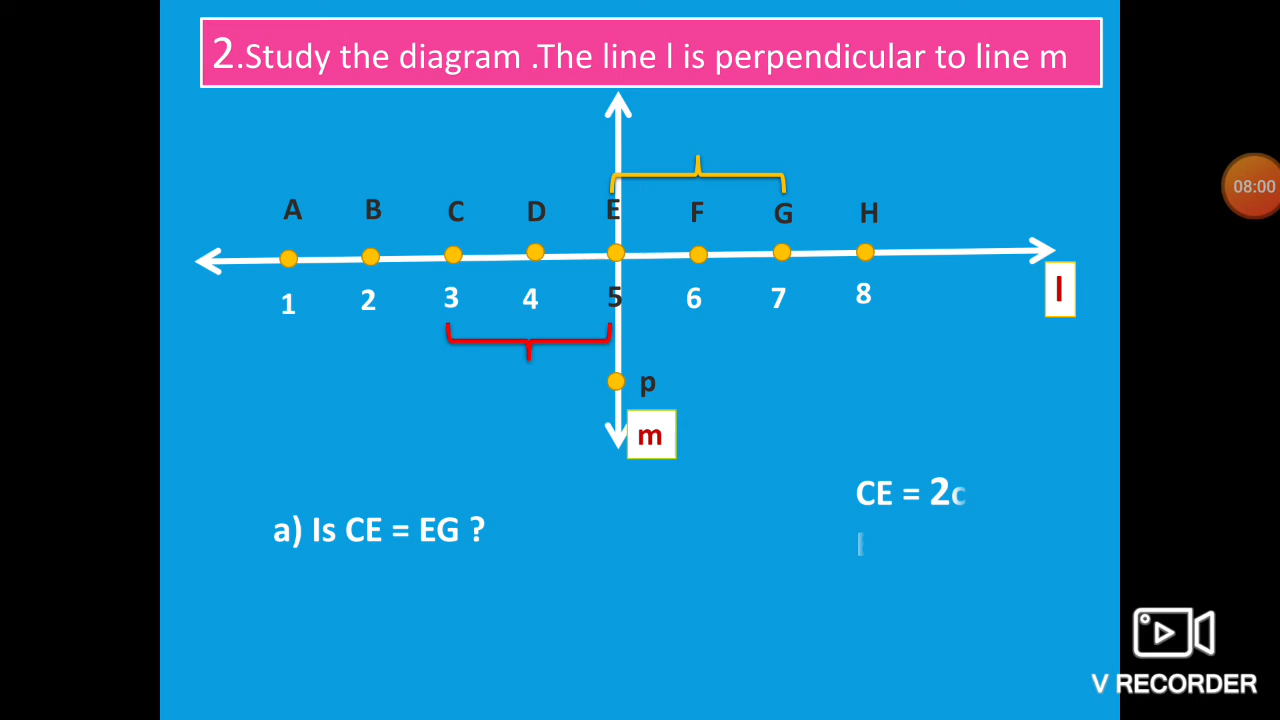 2.Study the diagram .The line l is perpendicular to line m
08:00
A B C D E F G H
1 2 3 4 5 6 7 8
l
p
m
CE = 2c
a) Is CE = EG ?
V RECORDER